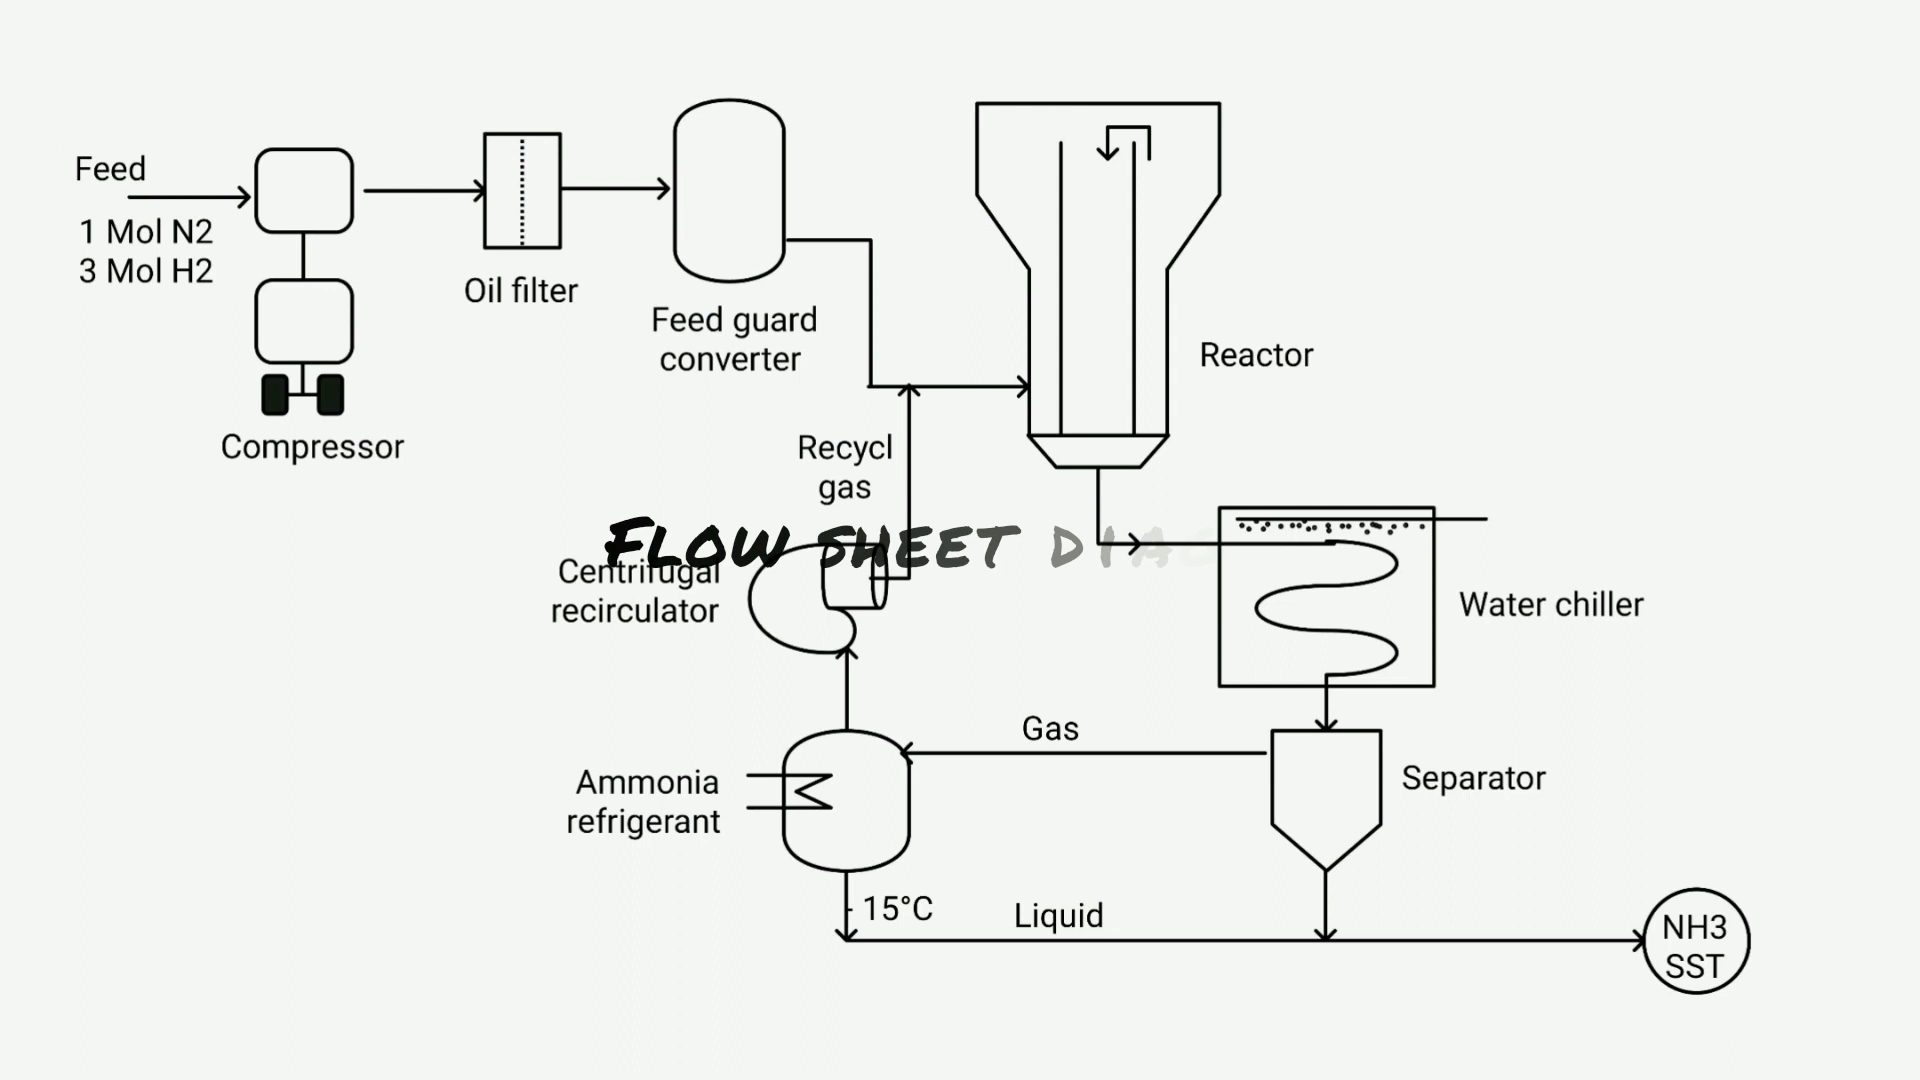 Feed
1 Mol N2
3 Mol H2
Compressor
Oil filter
Feed guard
converter
Reactor
Recycl
gas
FLOW SHEET
Centrifugal
recirculator
Water chiller
Gas
Separator
Ammonia
refrigerant
- 15°C
Liquid
NH3
SST